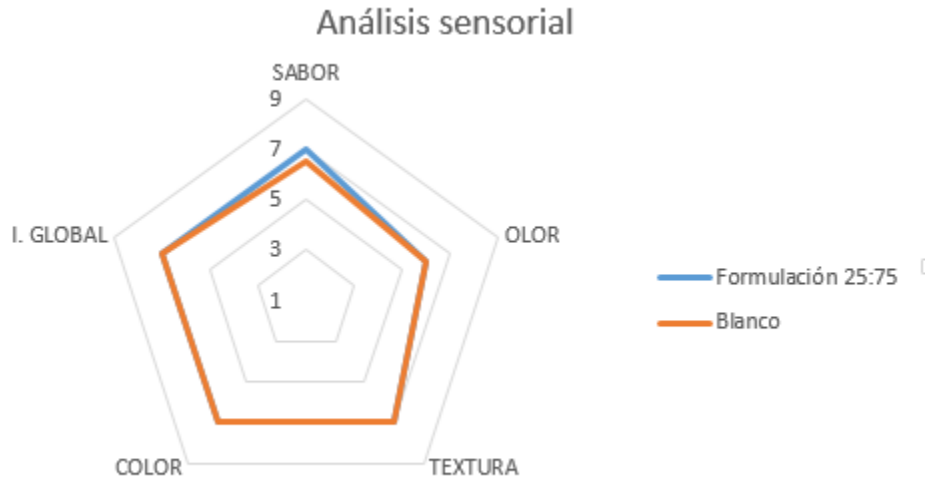 Análisis sensorial
SABOR
9
7
5
3
1
I. GLOBAL
OLOR
COLOR
TEXTURA
Formulación 25:75
Blanco